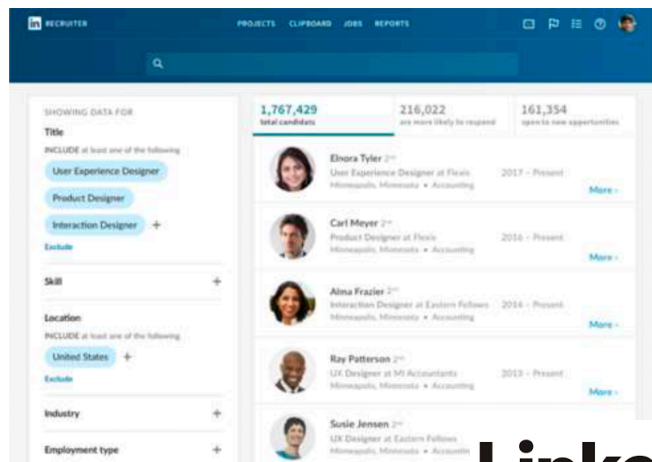 in RECRUITER
PROJECTS CLIPBOARD JOBS REPORTS
SHOWING DATA FOR
Title
INCLUDE at least one of the following
User Experience Designer
Product Designer
Interaction Designer +
Exclude
Skill +
Location
INCLUDE at least one of the following
United States +
Exclude
Industry +
Employment type +
1,767,429
total candidats
216,022
are more likely to respond
161,354
open to new opportunities
Elnora Tyler 2nd
User Experience Designer at Flexis 2017 – Present
Minneapolis, Minnesota • Accounting
More ›
Carl Meyer 2nd
Product Designer at Flexis 2016 – Present
Minneapolis, Minnesota • Accounting
More ›
Alma Frazier 2nd
Interaction Designer at Eastern Fellows 2014 – Present
Minneapolis, Minnesota • Accounting
More ›
Ray Patterson 2nd
UX Designer at MI Accountants 2013 – Present
Minneapolis, Minnesota • Accounting
More ›
Susie Jensen 2nd
UX Designer at Eastern Fellows
Minneapolis, Minnesota • Accountin